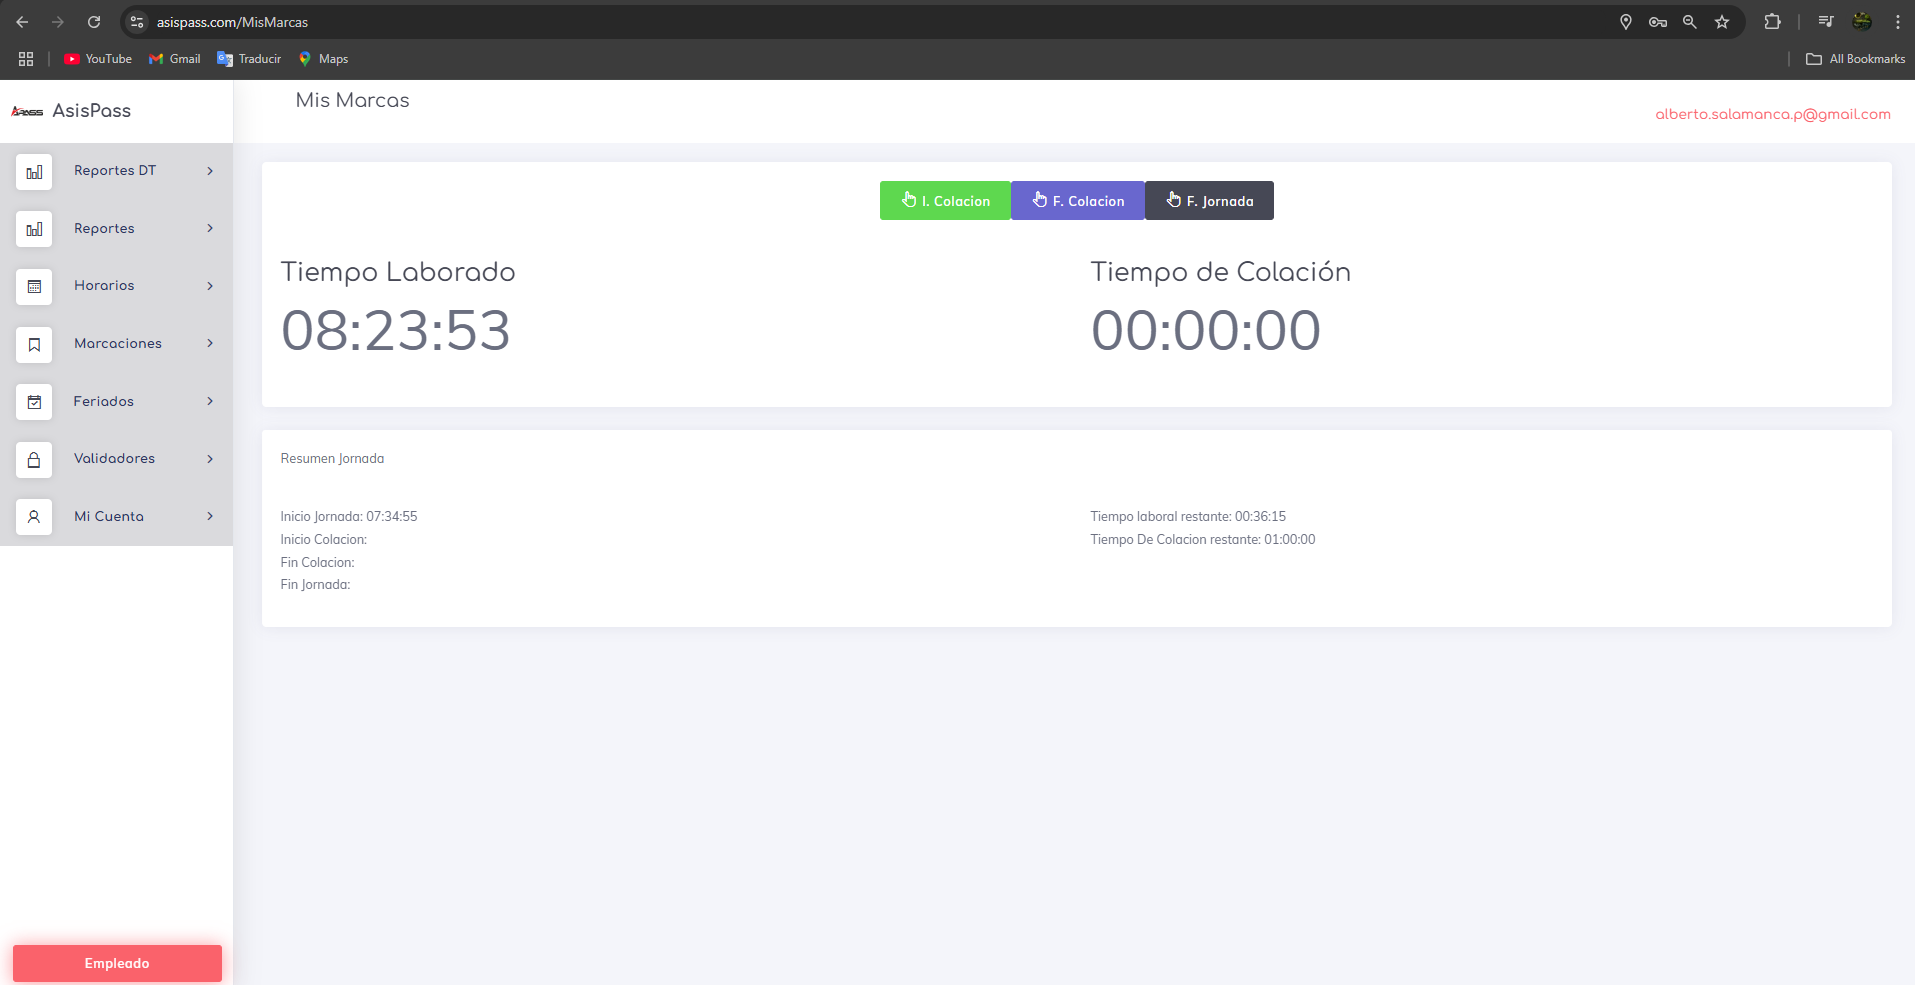 asispass.com/MisMarcas
YouTube
Gmail
Traducir
Maps
All Bookmarks
APASS AsisPass
Mis Marcas
alberto.salamanca.p@gmail.com
Reportes DT
Reportes
Horarios
Marcaciones
Feriados
Validadores
Mi Cuenta
Empleado
I. Colacion
F. Colacion
F. Jornada
Tiempo Laborado
08:23:53
Tiempo de Colación
00:00:00
Resumen Jornada
Inicio Jornada: 07:34:55
Inicio Colacion:
Fin Colacion:
Fin Jornada:
Tiempo laboral restante: 00:36:15
Tiempo De Colacion restante: 01:00:00